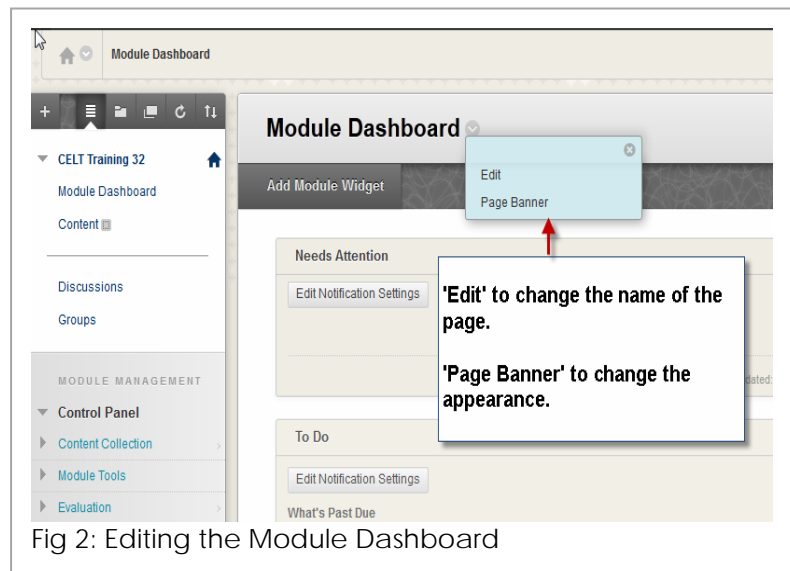 Module Dashboard
CELT Training 32
Module Dashboard
Content
Discussions
Groups
MODULE MANAGEMENT
Control Panel
Content Collection
Module Tools
Evaluation
Module Dashboard
Edit
Page Banner
Add Module Widget
Needs Attention
Edit Notification Settings
'Edit' to change the name of the
page.
'Page Banner' to change the
appearance.
dated:
To Do
Edit Notification Settings
What's Past Due
Fig 2: Editing the Module Dashboard